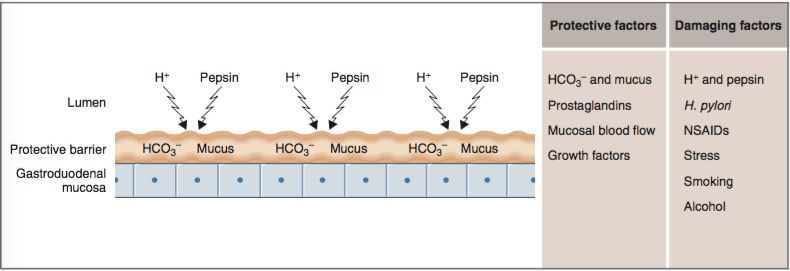 Protective factors
Damaging factors
H⁺ Pepsin H⁺ Pepsin H⁺ Pepsin
Lumen
Protective barrier
HCO₃⁻ Mucus HCO₃⁻ Mucus HCO₃⁻ Mucus
Gastroduodenal
mucosa
HCO₃⁻ and mucus
Prostaglandins
Mucosal blood flow
Growth factors
H⁺ and pepsin
H. pylori
NSAIDs
Stress
Smoking
Alcohol